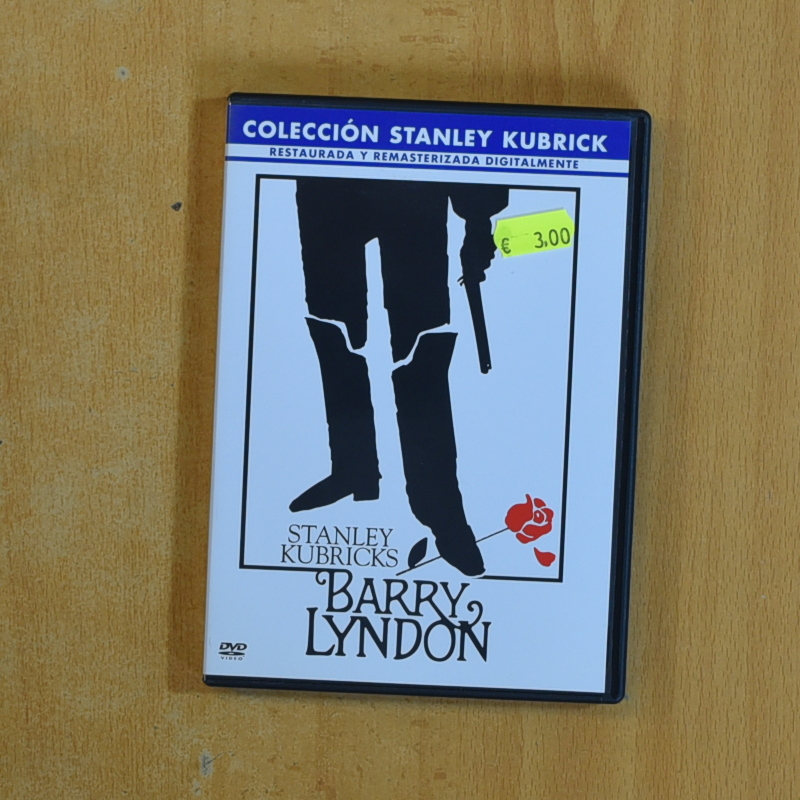 COLECCIÓN STANLEY KUBRICK
RESTAURADA Y REMASTERIZADA DIGITALMENTE
€ 3,00
STANLEY
KUBRICKS
BARRY
LYNDON
DVD
VIDEO